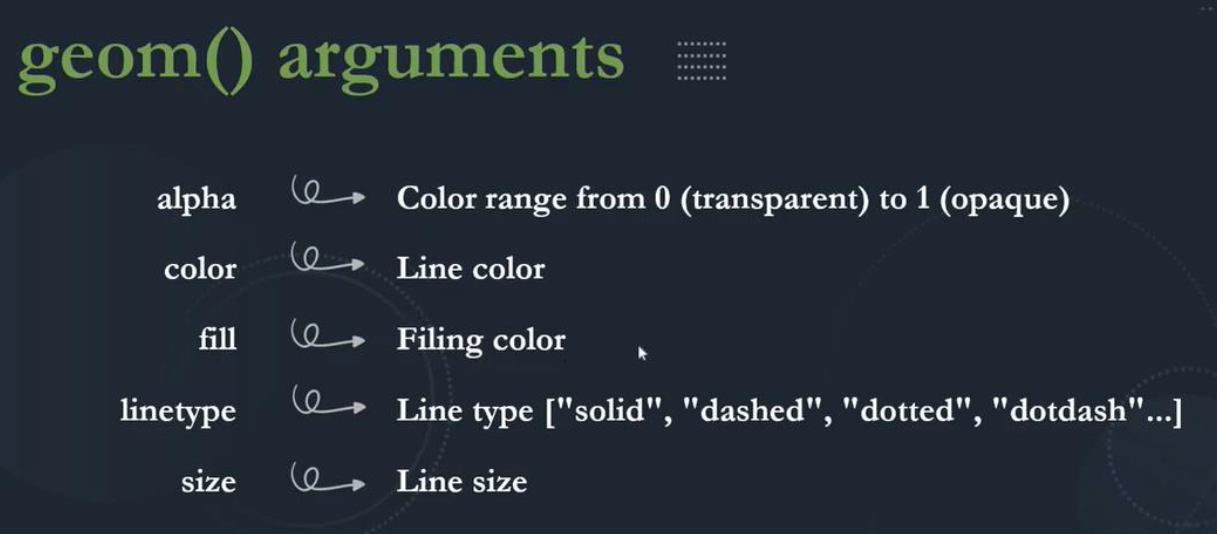 geom() arguments
alpha Color range from 0 (transparent) to 1 (opaque)
color Line color
fill Filing color
linetype Line type ["solid", "dashed", "dotted", "dotdash"...]
size Line size